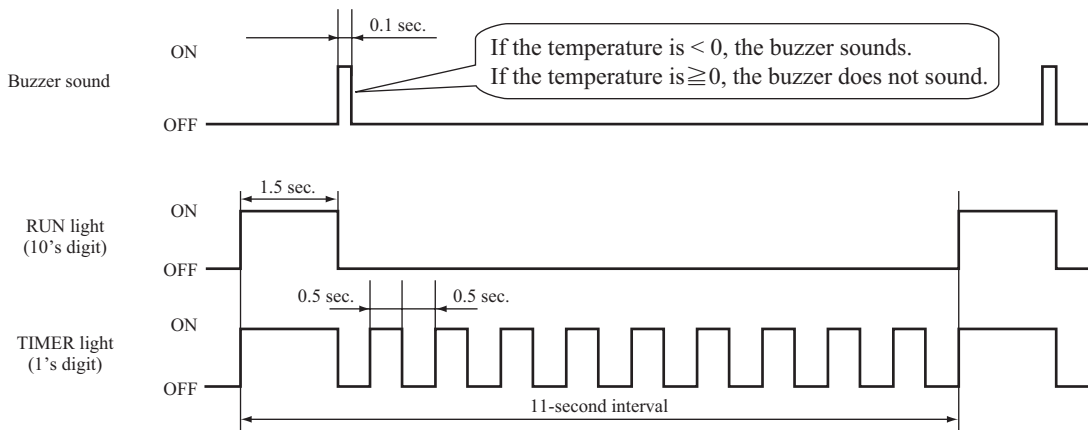 0.1 sec.
ON
If the temperature is < 0, the buzzer sounds.
If the temperature is ≧0, the buzzer does not sound.
Buzzer sound
OFF
1.5 sec.
ON
RUN light
(10's digit)
OFF
0.5 sec.
0.5 sec.
ON
TIMER light
(1's digit)
OFF
11-second interval